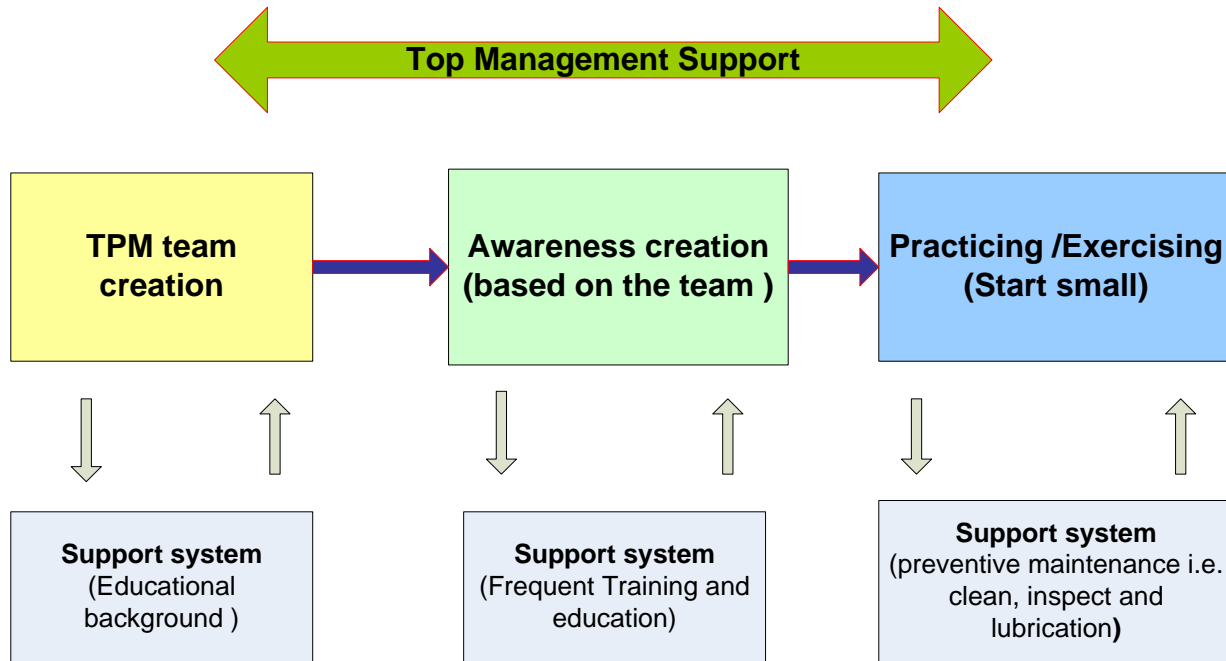 Top Management Support
TPM team
creation
Awareness creation
(based on the team )
Practicing /Exercising
(Start small)
Support system
(Educational
background )
Support system
(Frequent Training and
education)
Support system
(preventive maintenance i.e.
clean, inspect and
lubrication)